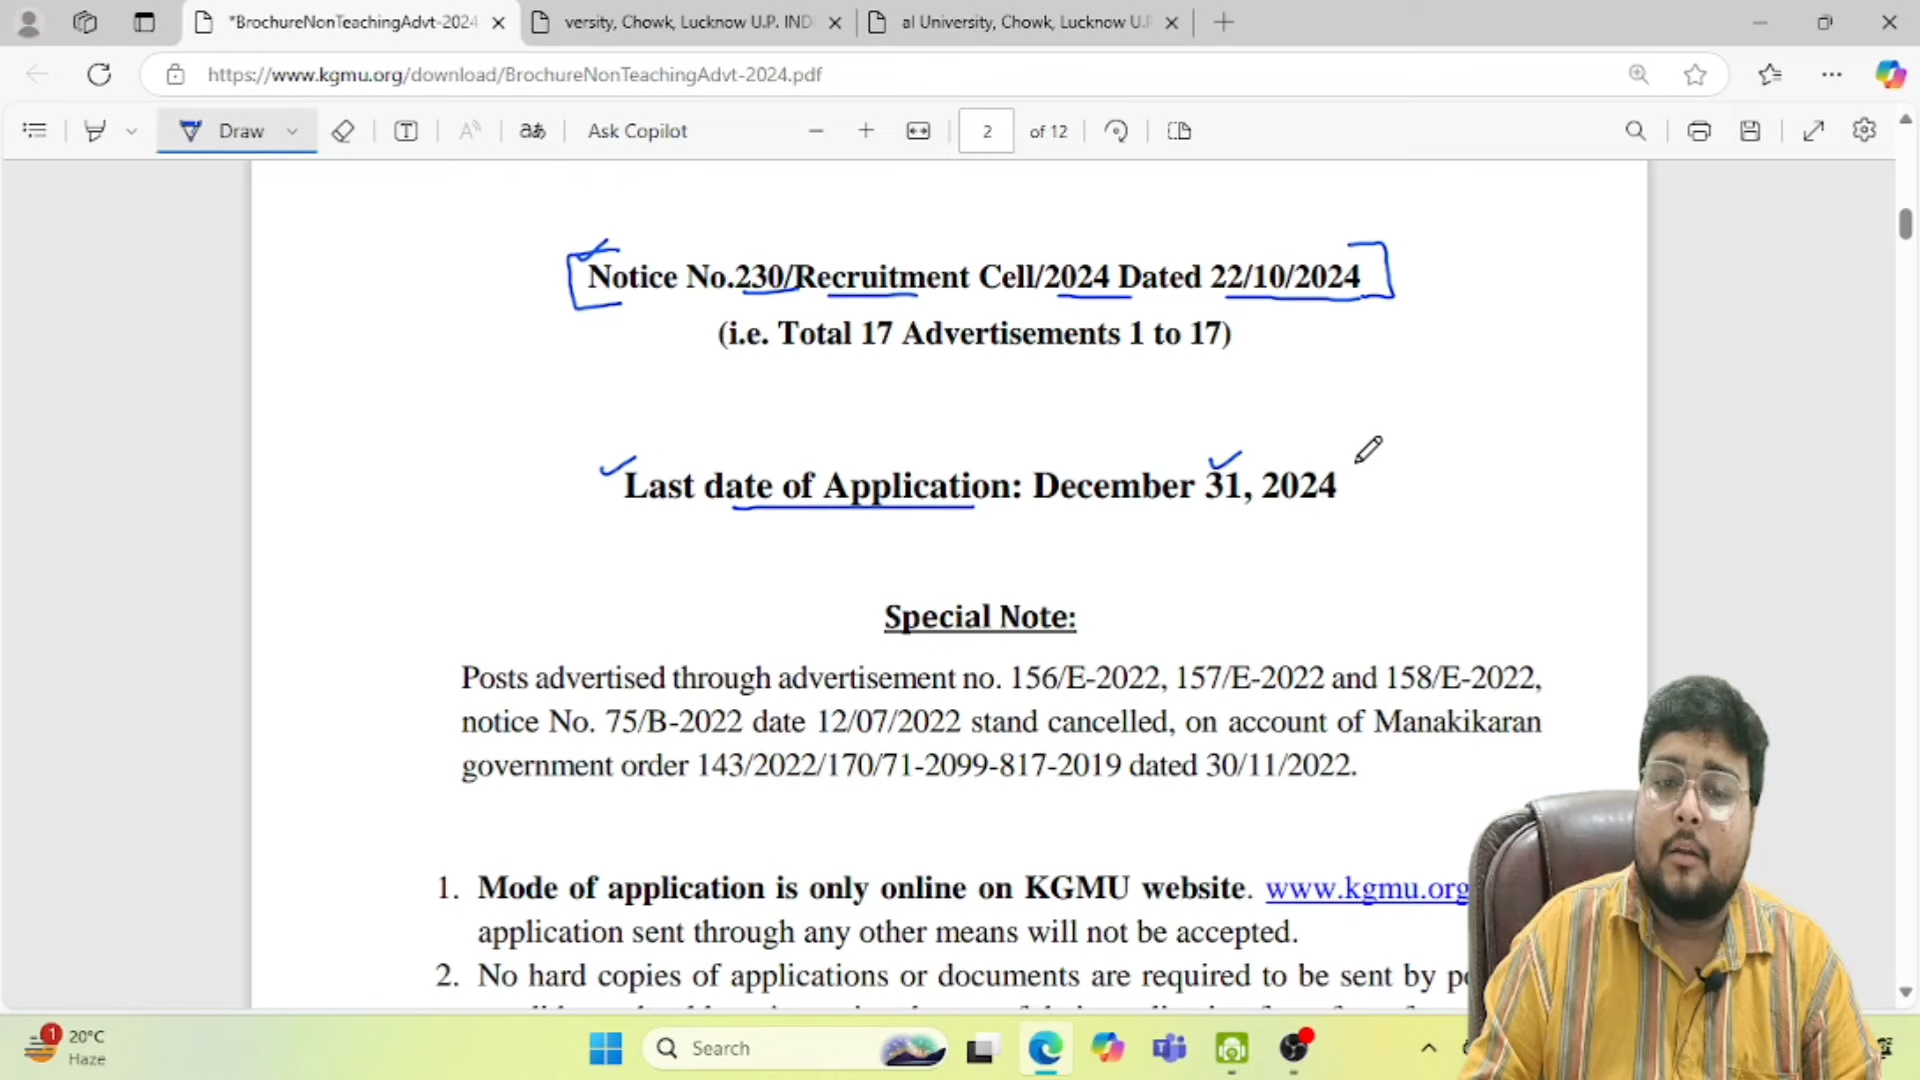 *BrochureNonTeachingAdvt-2024
versity, Chowk, Lucknow U.P. IND
al University, Chowk, Lucknow U.P
https://www.kgmu.org/download/BrochureNonTeachingAdvt-2024.pdf
Draw
aあ
Ask Copilot
2 of 12
Notice No.230/Recruitment Cell/2024 Dated 22/10/2024
(i.e. Total 17 Advertisements 1 to 17)
Last date of Application: December 31, 2024
Special Note:
Posts advertised through advertisement no. 156/E-2022, 157/E-2022 and 158/E-2022,
notice No. 75/B-2022 date 12/07/2022 stand cancelled, on account of Manakikaran
government order 143/2022/170/71-2099-817-2019 dated 30/11/2022.
1. Mode of application is only online on KGMU website. www.kgmu.org
application sent through any other means will not be accepted.
2. No hard copies of applications or documents are required to be sent by
1
20°C
Haze
Search